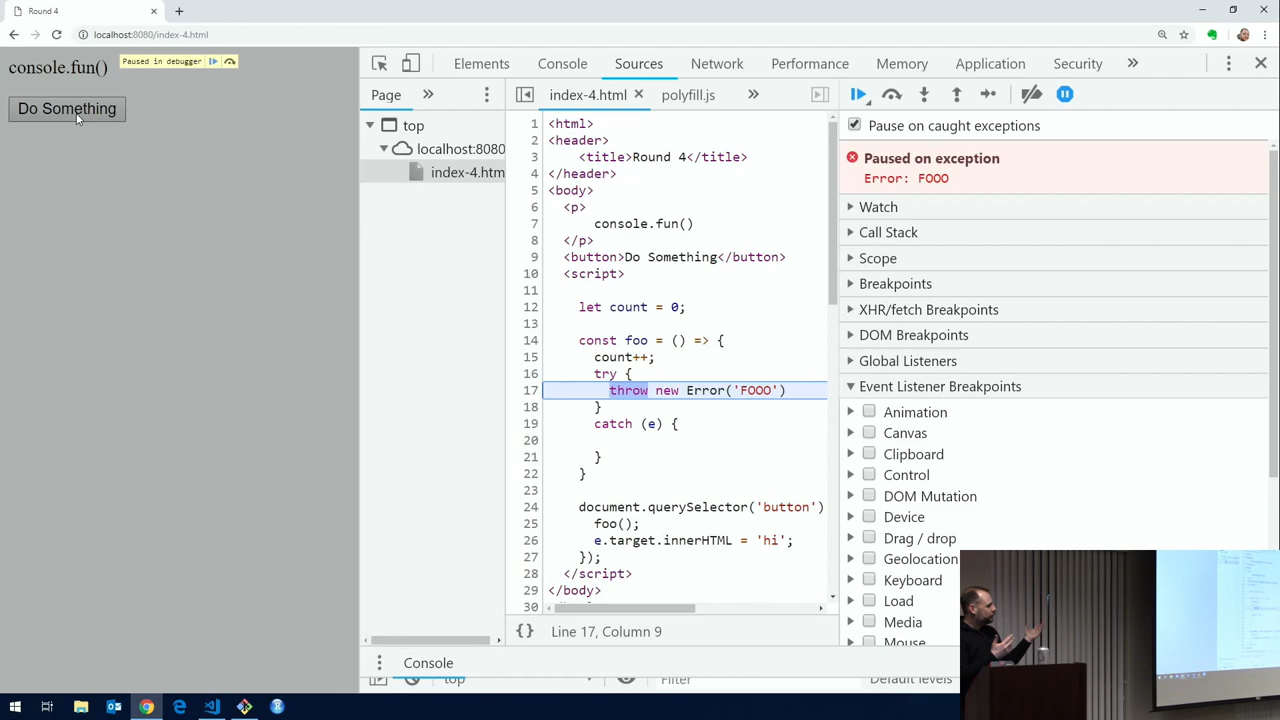 Round 4
localhost:8080/index-4.html
console.fun()
Paused in debugger
Do Something
Elements
Console
Sources
Network
Performance
Memory
Application
Security
Page
top
localhost:8080
index-4.htm
index-4.html
polyfill.js
1 <html>
2 <header>
3 <title>Round 4</title>
4 </header>
5 <body>
6 <p>
7 console.fun()
8 </p>
9 <button>Do Something</button>
10 <script>
11
12 let count = 0;
13
14 const foo = () => {
15 count++;
16 try {
17 throw new Error('FOOO')
18 }
19 catch (e) {
20
21 }
22 }
23
24 document.querySelector('button')
25 foo();
26 e.target.innerHTML = 'hi';
27 });
28 </script>
29 </body>
30
{} Line 17, Column 9
Pause on caught exceptions
Paused on exception
Error: FOOO
Watch
Call Stack
Scope
Breakpoints
XHR/fetch Breakpoints
DOM Breakpoints
Global Listeners
Event Listener Breakpoints
Animation
Canvas
Clipboard
Control
DOM Mutation
Device
Drag / drop
Geolocation
Keyboard
Load
Media
Mouse
Console
top
Filter
Default levels